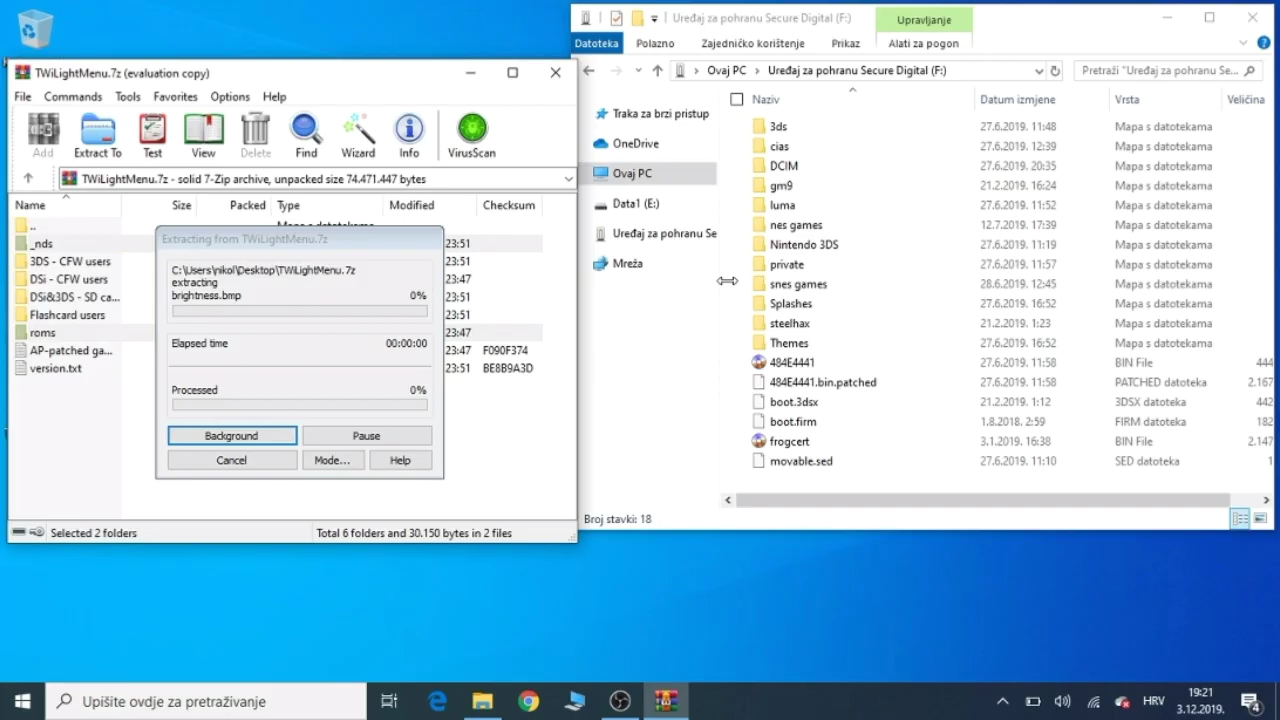 TWiLightMenu.7z (evaluation copy)
File Commands Tools Favorites Options Help
Add Extract To Test View Delete Find Wizard Info VirusScan
TWiLightMenu.7z - solid 7-Zip archive, unpacked size 74.471.447 bytes
Name Size Packed Type Modified Checksum
..
_nds 23:51
3DS - CFW users 23:51
DSi - CFW users 23:47
DSi&3DS - SD ca... 23:51
Flashcard users 23:51
roms 23:47
AP-patched ga... 23:47 F090F374
version.txt 23:51 BE8B9A3D
Extracting from TWiLightMenu.7z
C:\Users\nikol\Desktop\TWiLightMenu.7z
extracting
brightness.bmp 0%
Elapsed time 00:00:00
Processed 0%
Background Pause
Cancel Mode... Help
Selected 2 folders Total 6 folders and 30.150 bytes in 2 files
Uređaj za pohranu Secure Digital (F:) Upravljanje
Datoteka Polazno Zajedničko korištenje Prikaz Alati za pogon
Ovaj PC Uređaj za pohranu Secure Digital (F:) Pretraži "Uređaj za pohranu Se...
Traka za brzi pristup
OneDrive
Ovaj PC
Data1 (E:)
Uređaj za pohranu Se
Mreža
Naziv Datum izmjene Vrsta Veličina
3ds 27.6.2019. 11:48 Mapa s datotekama
cias 27.6.2019. 12:39 Mapa s datotekama
DCIM 27.6.2019. 20:35 Mapa s datotekama
gm9 21.2.2019. 16:24 Mapa s datotekama
luma 27.6.2019. 11:52 Mapa s datotekama
nes games 12.7.2019. 17:39 Mapa s datotekama
Nintendo 3DS 27.6.2019. 11:19 Mapa s datotekama
private 27.6.2019. 11:57 Mapa s datotekama
snes games 28.6.2019. 12:45 Mapa s datotekama
Splashes 27.6.2019. 16:52 Mapa s datotekama
steelhax 21.2.2019. 1:23 Mapa s datotekama
Themes 27.6.2019. 16:52 Mapa s datotekama
484E4441 27.6.2019. 11:58 BIN File 444
484E4441.bin.patched 27.6.2019. 11:58 PATCHED datoteka 2.167
boot.3dsx 21.2.2019. 1:12 3DSX datoteka 442
boot.firm 1.8.2018. 2:59 FIRM datoteka 182
frogcert 3.1.2019. 16:38 BIN File 2.147
movable.sed 27.6.2019. 11:10 SED datoteka 1
Broj stavki: 18
Upišite ovdje za pretraživanje
HRV
19:21
3.12.2019.
4